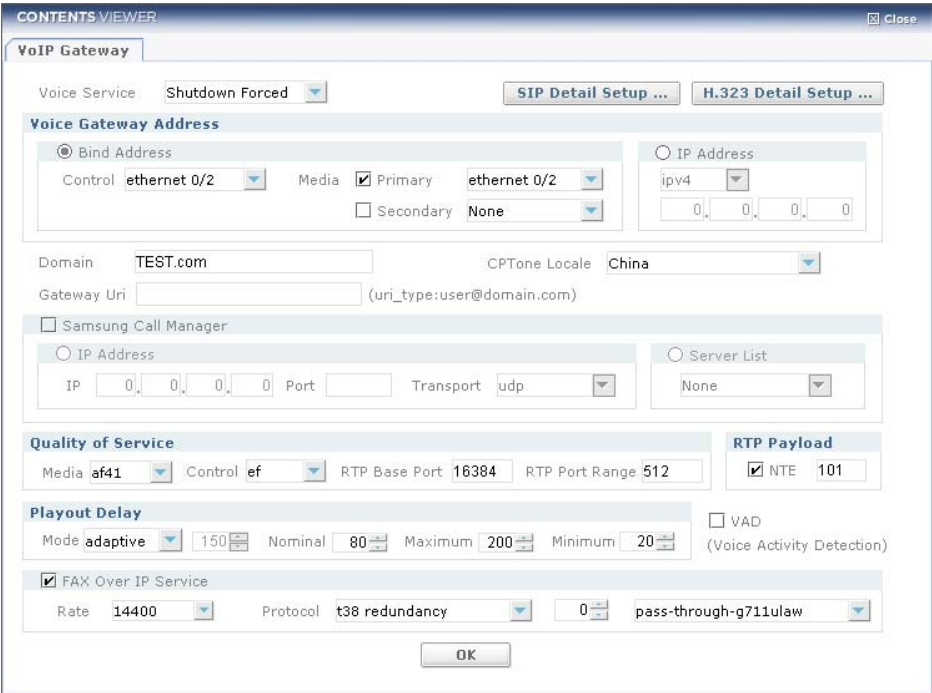 CONTENTS VIEWER
Close
VoIP Gateway
Voice Service Shutdown Forced SIP Detail Setup ... H.323 Detail Setup ...
Voice Gateway Address
Bind Address
IP Address
Control ethernet 0/2 Media Primary ethernet 0/2
ipv4
Secondary None
0. 0. 0. 0
Domain TEST.com CPTone Locale China
Gateway Uri (uri_type:user@domain.com)
Samsung Call Manager
IP Address
Server List
IP 0. 0. 0. 0 Port Transport udp
None
Quality of Service
RTP Payload
Media af41 Control ef RTP Base Port 16384 RTP Port Range 512
NTE 101
Playout Delay
VAD
Mode adaptive 150 Nominal 80 Maximum 200 Minimum 20
(Voice Activity Detection)
FAX Over IP Service
Rate 14400 Protocol t38 redundancy 0 pass-through-g711ulaw
OK